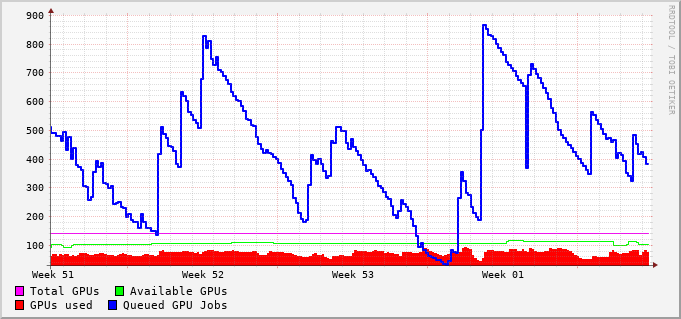 900
800
700
600
500
400
300
200
100
Week 51 Week 52 Week 53 Week 01
Total GPUs Available GPUs
GPUs used Queued GPU Jobs
RRDTOOL / TOBI OETIKER